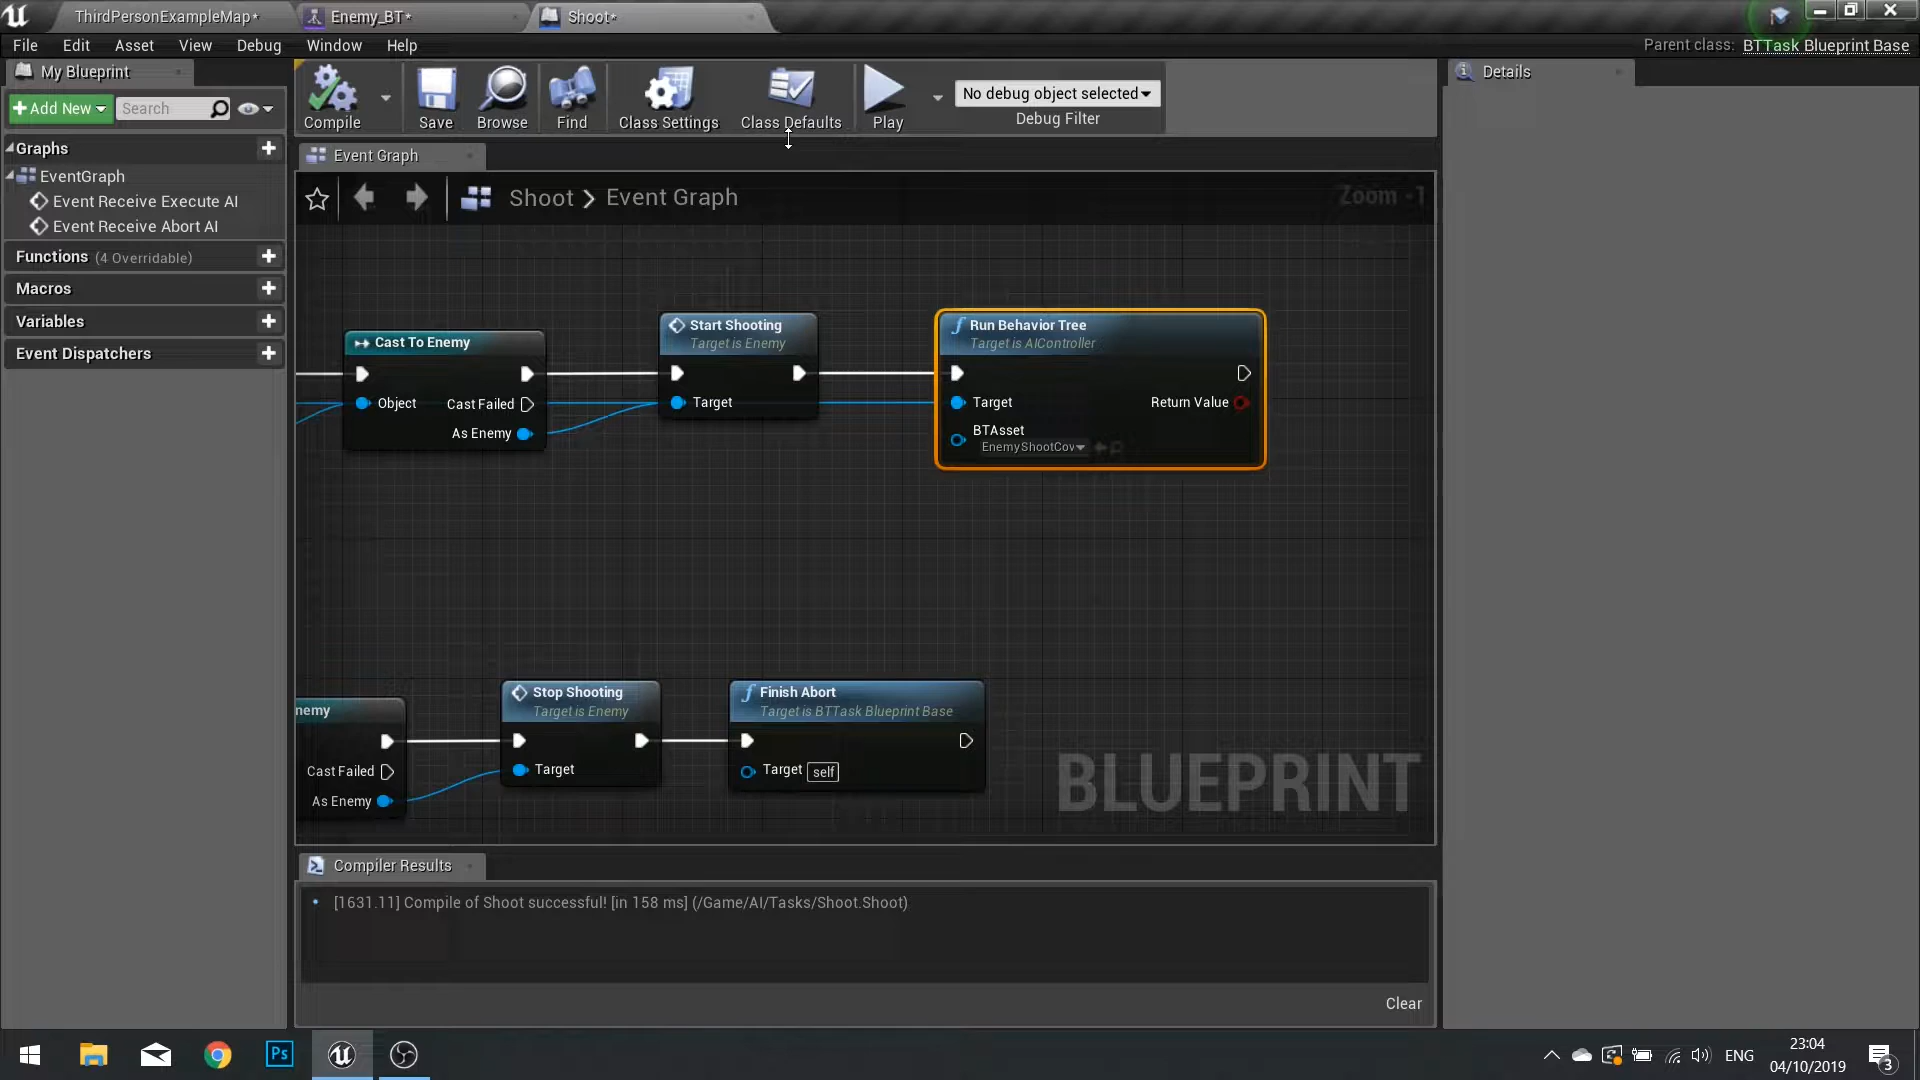 ThirdPersonExampleMap*
Enemy_BT*
Shoot*
File Edit Asset View Debug Window Help
Parent class: BTTask Blueprint Base
My Blueprint
Add New
Search
Compile
Save
Browse
Find
Class Settings
Class Defaults
Play
No debug object selected
Debug Filter
Details
Graphs
EventGraph
Event Receive Execute AI
Event Receive Abort AI
Functions (4 Overridable)
Macros
Variables
Event Dispatchers
Event Graph
Shoot > Event Graph
Zoom -1
Cast To Enemy
Object
Cast Failed
As Enemy
Start Shooting
Target is Enemy
Target
Run Behavior Tree
Target is AIController
Target
Return Value
BTAsset
EnemyShootCov
nemy
Cast Failed
As Enemy
Stop Shooting
Target is Enemy
Target
Finish Abort
Target is BTTask Blueprint Base
Target self
BLUEPRINT
Compiler Results
[1631.11] Compile of Shoot successful! [in 158 ms] (/Game/AI/Tasks/Shoot.Shoot)
Clear
Ps
ENG
23:04
04/10/2019
3